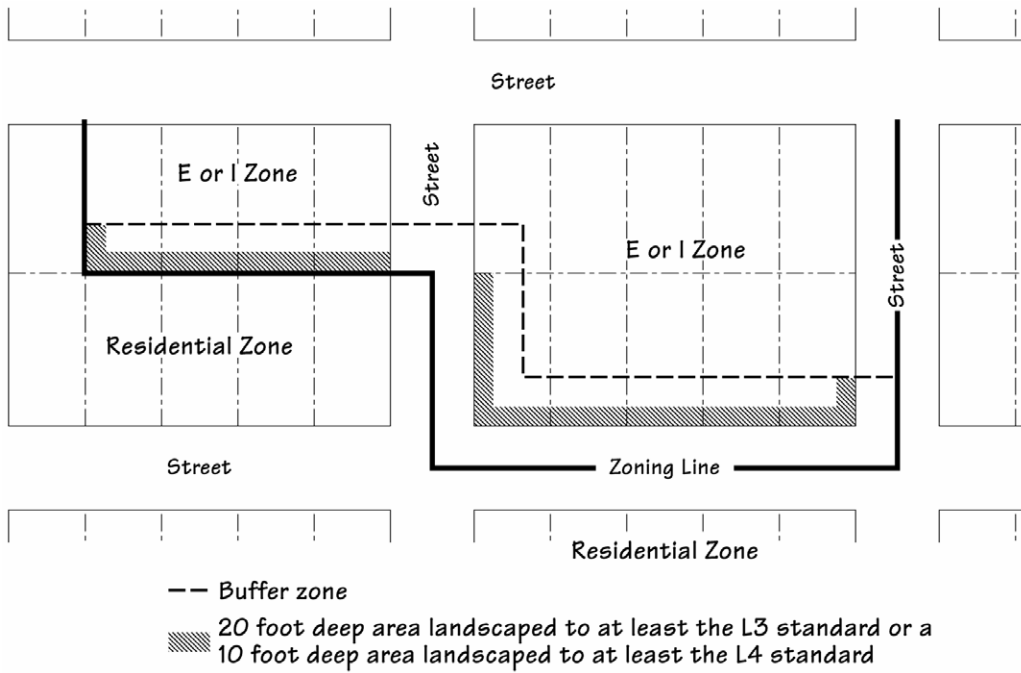 Street
E or I Zone
Street
E or I Zone
Street
Residential Zone
Street
Zoning Line
Residential Zone
Buffer zone
20 foot deep area landscaped to at least the L3 standard or a
10 foot deep area landscaped to at least the L4 standard